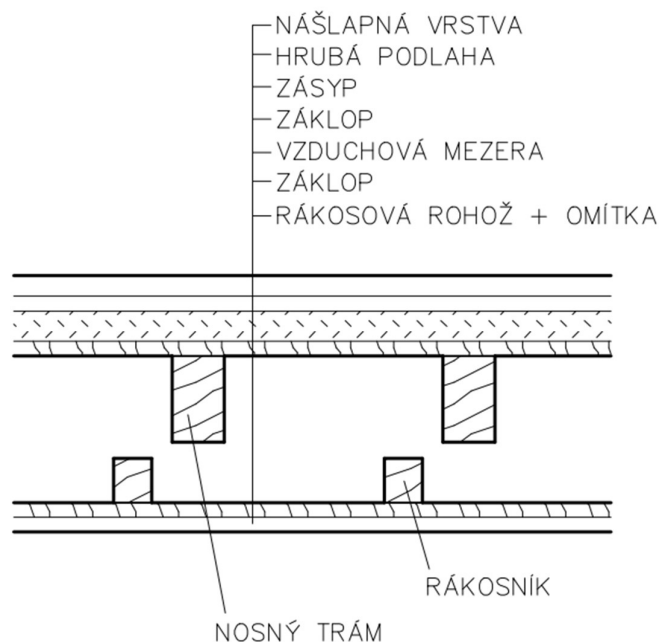 NÁŠLAPNÁ VRSTVA
HRUBÁ PODLAHA
ZÁSYP
ZÁKLOP
VZDUCHOVÁ MEZERA
ZÁKLOP
RÁKOSOVÁ ROHOŽ + OMÍTKA
RÁKOSNÍK
NOSNÝ TRÁM